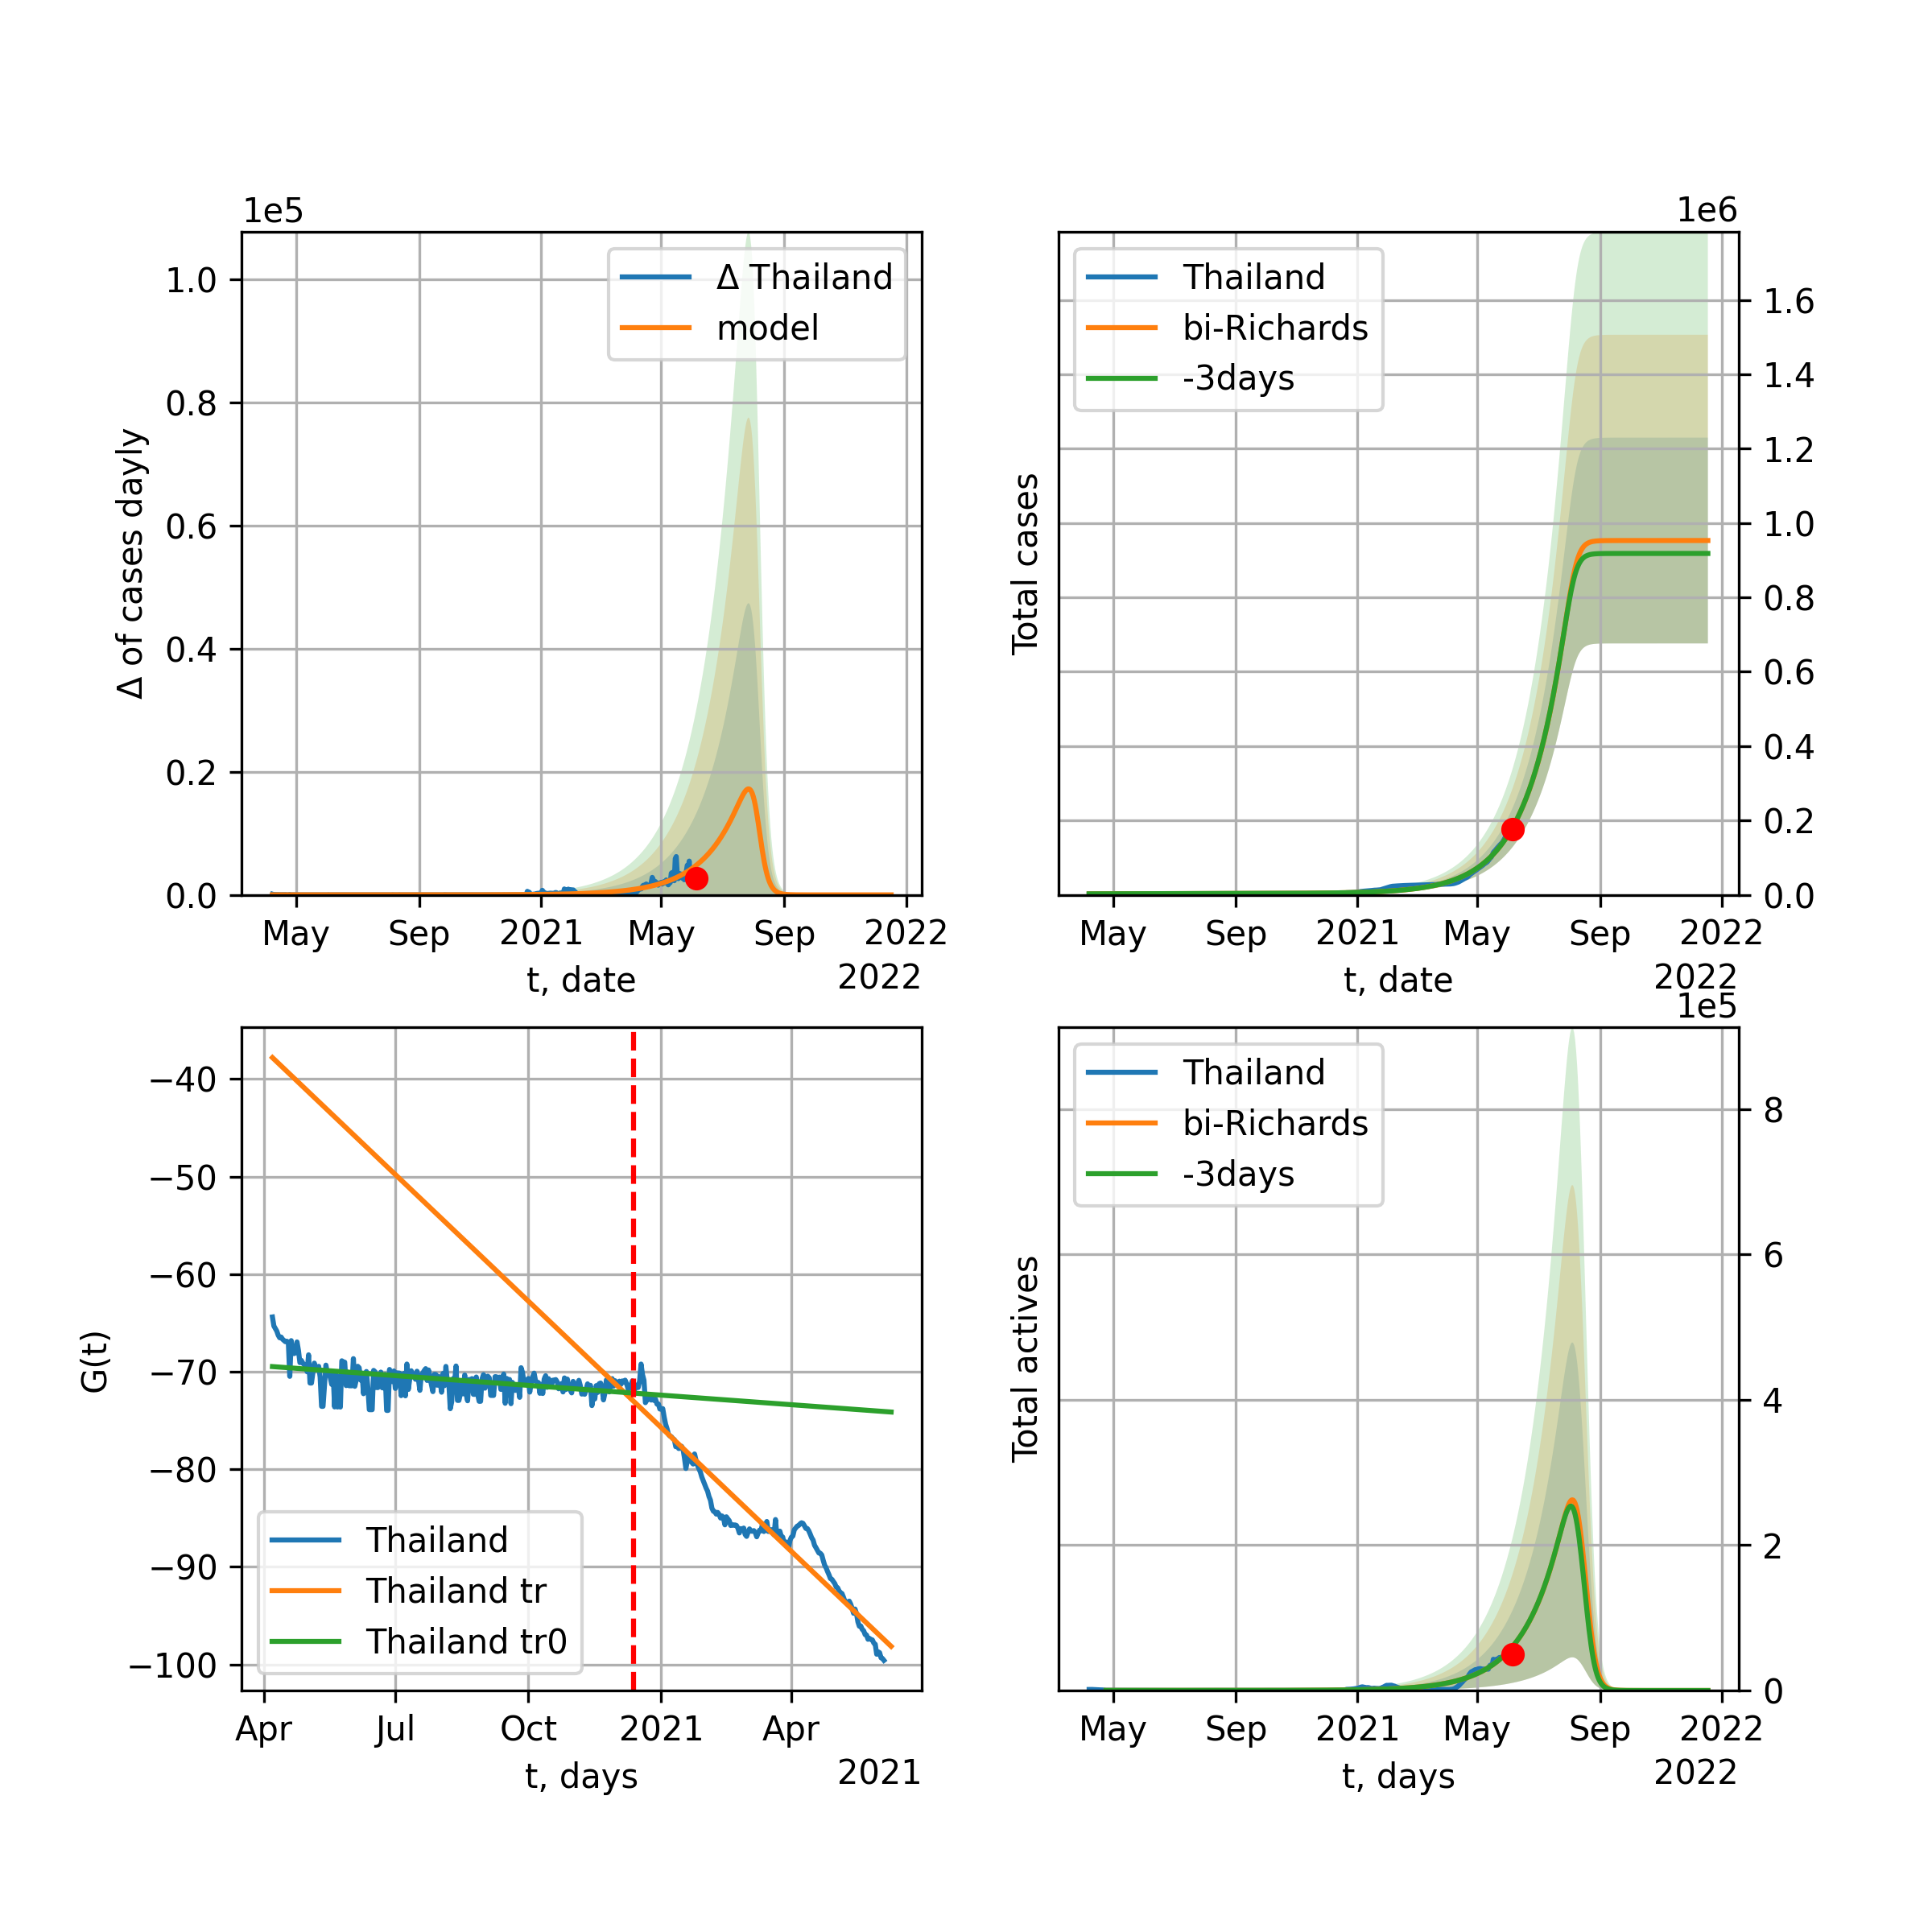 1e5
Δ of cases dayly
1.0
0.8
0.6
0.4
0.2
0.0
Δ Thailand
model
May Sep 2021 May Sep 2022
t, date
2022
1e6
Total cases
Thailand
bi-Richards
-3days
1.6
1.4
1.2
1.0
0.8
0.6
0.4
0.2
0.0
May Sep 2021 May Sep 2022
t, date
2022
G(t)
−40
−50
−60
−70
−80
−90
−100
Thailand
Thailand tr
Thailand tr0
Apr Jul Oct 2021 Apr
t, days
2021
1e5
Total actives
Thailand
bi-Richards
-3days
8
6
4
2
0
May Sep 2021 May Sep 2022
t, days
2022